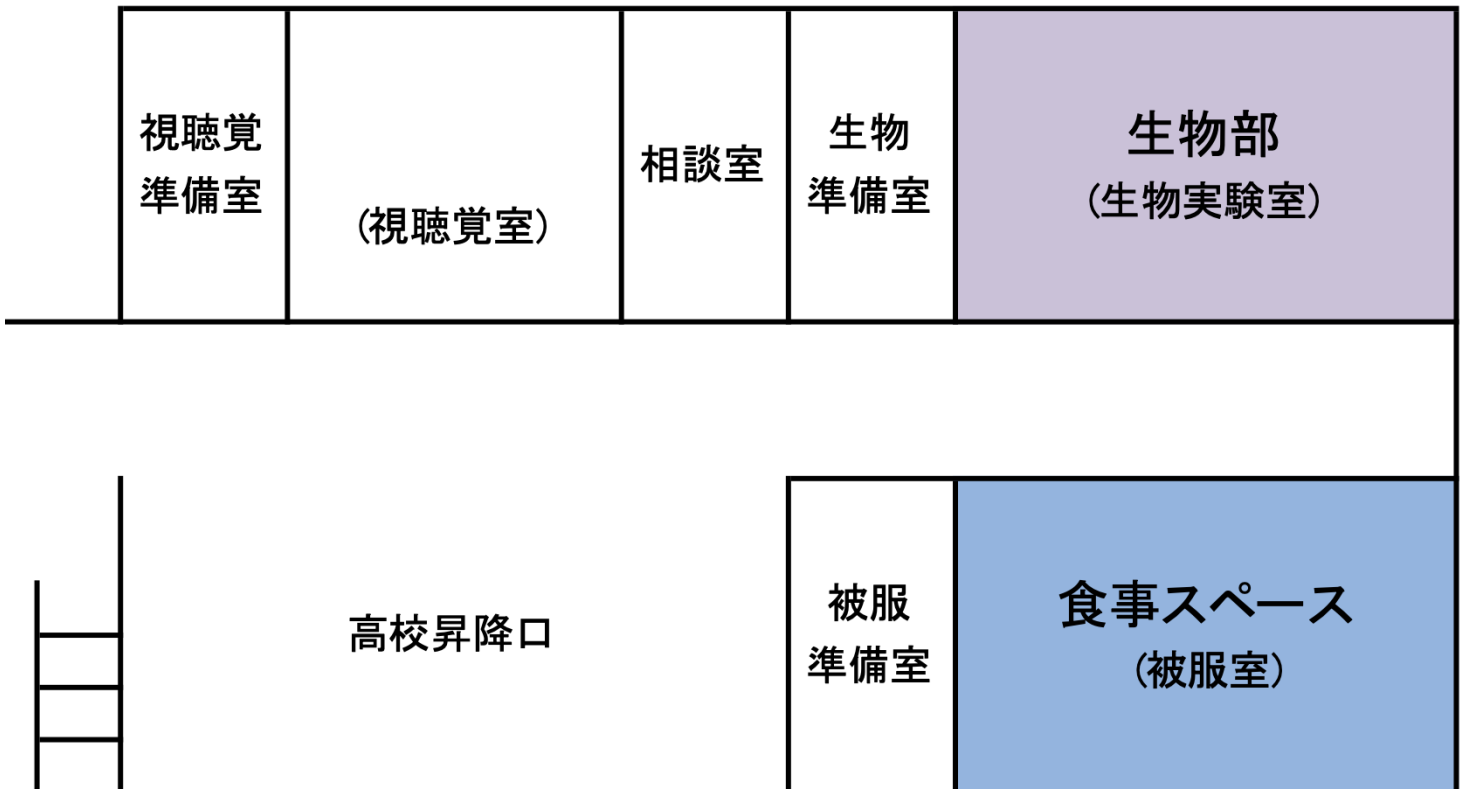 視聴覚
準備室
(視聴覚室)
相談室
生物
準備室
生物部
(生物実験室)
高校昇降口
被服
準備室
食事スペース
(被服室)